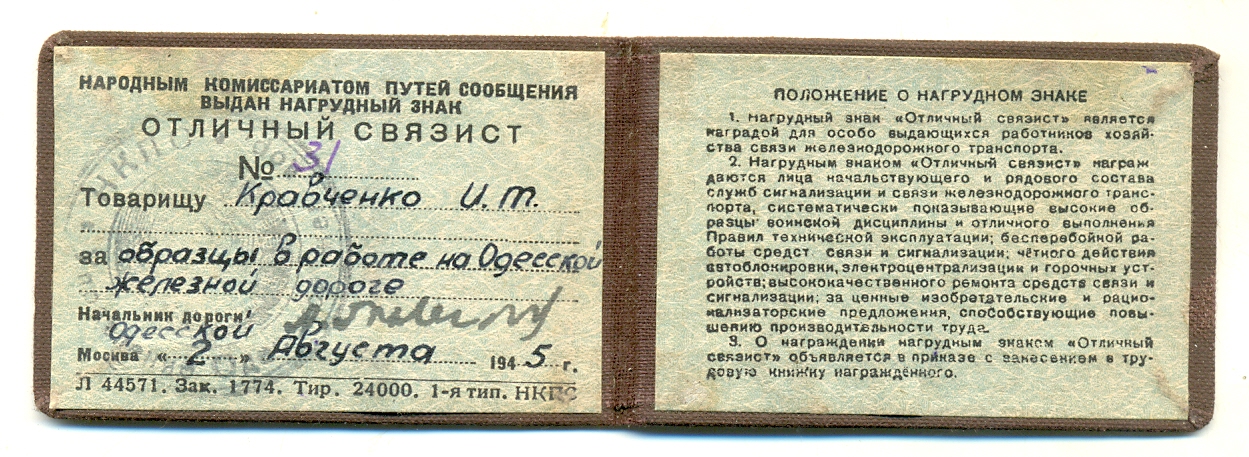 НАРОДНЫМ КОМИССАРИАТОМ ПУТЕЙ СООБЩЕНИЯ
ВЫДАН НАГРУДНЫЙ ЗНАК
ОТЛИЧНЫЙ СВЯЗИСТ
№ 31
Товарищу Кравченко И.Т.
за образцы в работе на Одесской
железной дороге
Начальник дороги
Одесской
Москва « 2 » Августа 1945 г.
Л 44571. Зак. 1774. Тир. 24000. 1-я тип. НКПС
ПОЛОЖЕНИЕ О НАГРУДНОМ ЗНАКЕ
1. Нагрудный знак «Отличный связист» является
наградой для особо выдающихся работников хозяй-
ства связи железнодорожного транспорта.
2. Нагрудным знаком «Отличный связист» награж-
даются лица начальствующего и рядового состава
служб сигнализации и связи железнодорожного транс-
порта, систематически показывающие высокие об-
разцы воинской дисциплины и отличного выполнения
Правил технической эксплуатации; бесперебойной ра-
боты средст связи и сигнализации; чёткого действия
автоблокировки, электроцентрализации и горочных уст-
ройств; высококачественного ремонта средств связи и
сигнализации; за ценные изобретательские и рацио-
нализаторские предложения, способствующие повы-
шению производительности труда.
3. О награждении нагрудным знаком «Отличный
связист» объявляется в приказе с занесением в тру-
довую книжку награждённого.